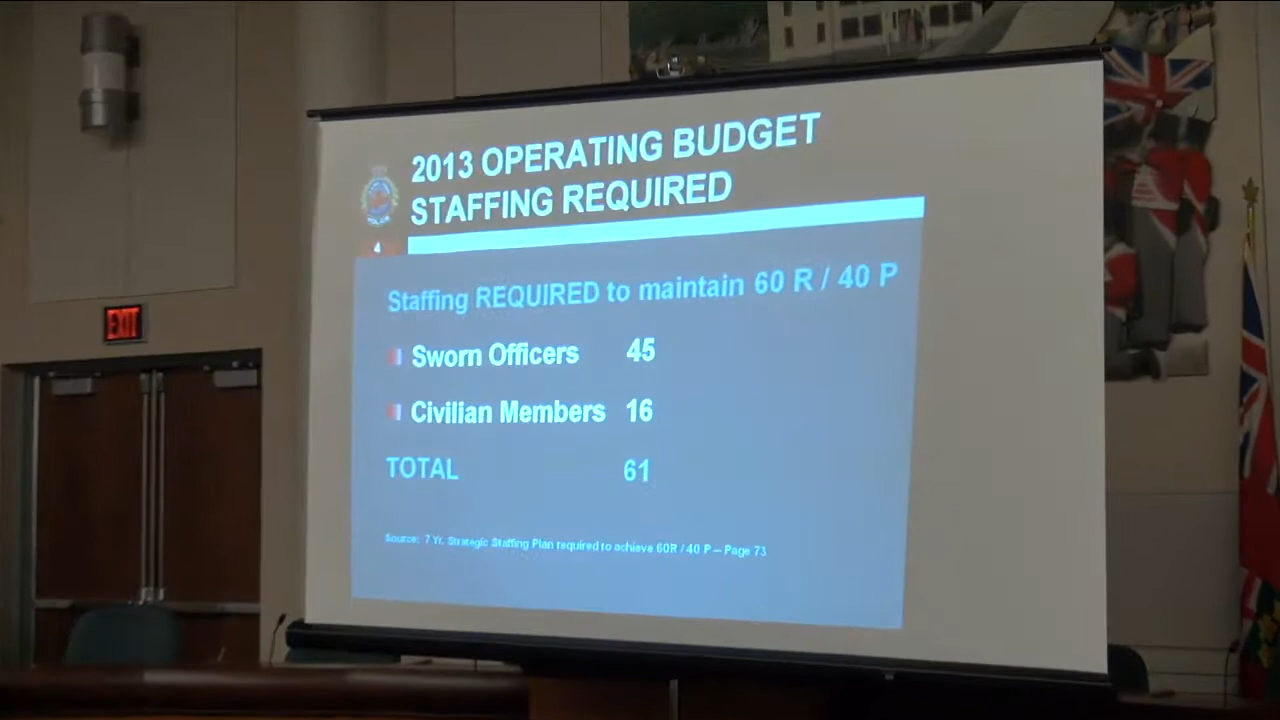 2013 OPERATING BUDGET
STAFFING REQUIRED
4
Staffing REQUIRED to maintain 60 R / 40 P
Sworn Officers 45
Civilian Members 16
TOTAL 61
Source: 7 Yr. Strategic Staffing Plan required to achieve 60R / 40 P – Page 73
EXIT